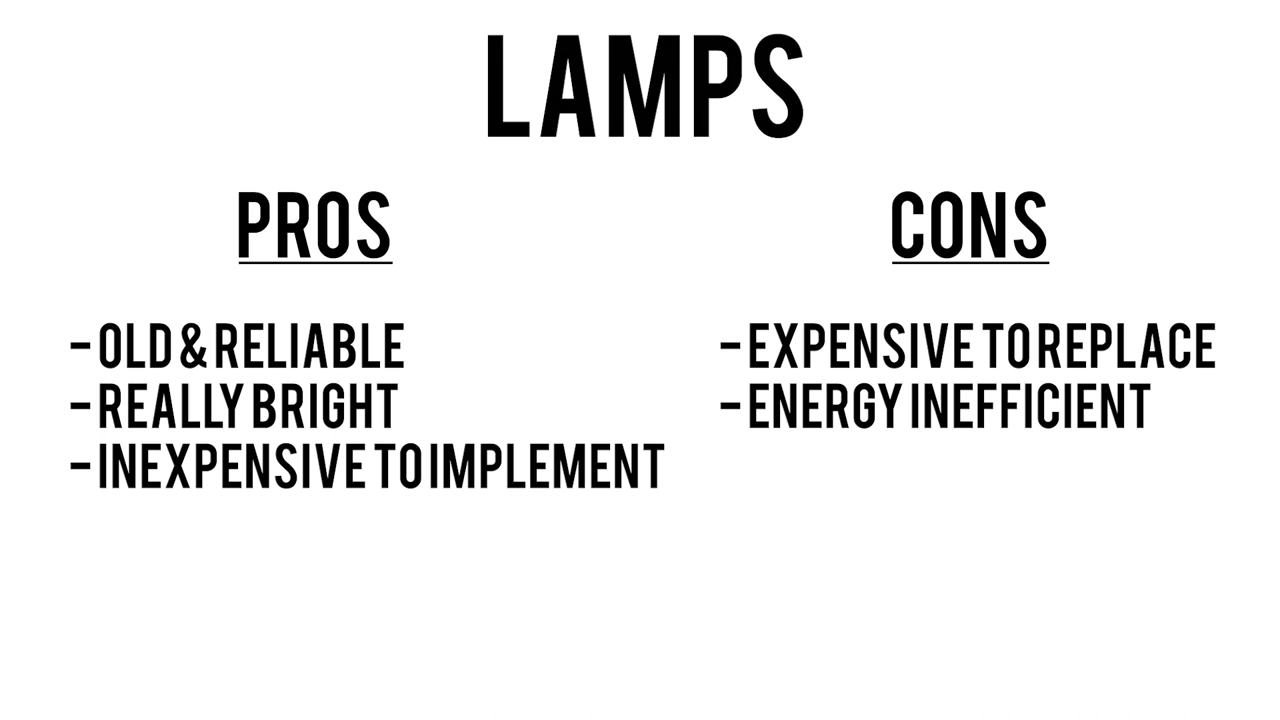 LAMPS
PROS
- OLD & RELIABLE
- REALLY BRIGHT
- INEXPENSIVE TO IMPLEMENT
CONS
- EXPENSIVE TO REPLACE
- ENERGY INEFFICIENT